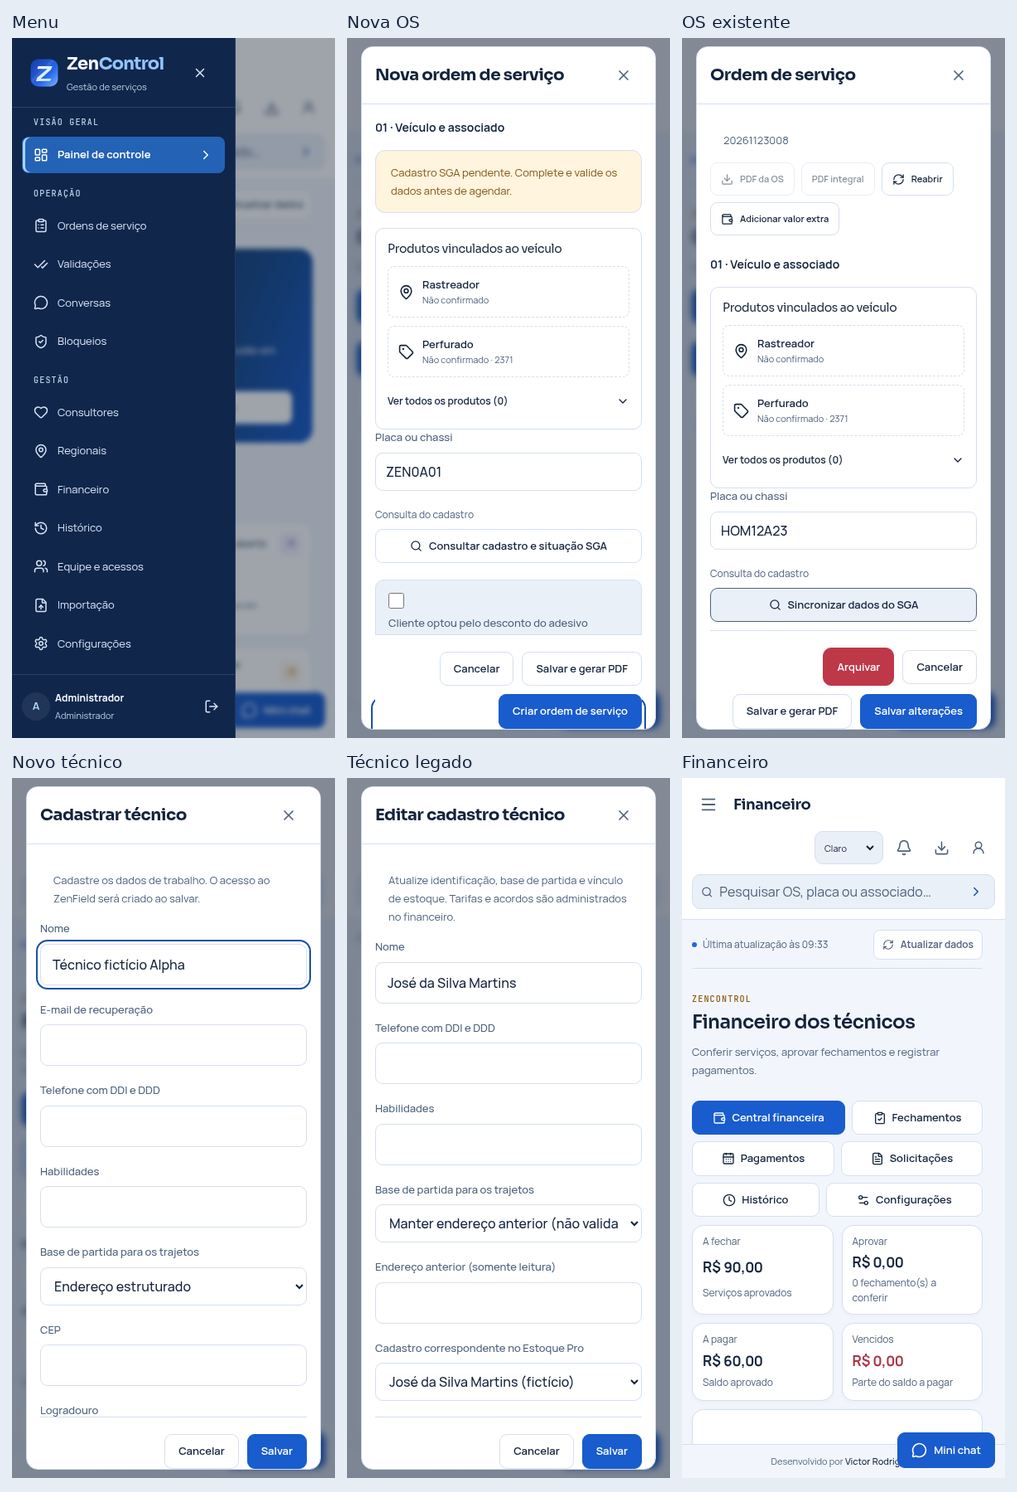 Menu
ZenControl
Gestão de serviços
VISÃO GERAL
Painel de controle
OPERAÇÃO
Ordens de serviço
Validações
Conversas
Bloqueios
GESTÃO
Consultores
Regionais
Financeiro
Histórico
Equipe e acessos
Importação
Configurações
A
Administrador
Administrador
Mini chat
Nova OS
Nova ordem de serviço
01 · Veículo e associado
Cadastro SGA pendente. Complete e valide os
dados antes de agendar.
Produtos vinculados ao veículo
Rastreador
Não confirmado
Perfurado
Não confirmado · 2371
Ver todos os produtos (0)
Placa ou chassi
ZEN0A01
Consulta do cadastro
Consultar cadastro e situação SGA
Cliente optou pelo desconto do adesivo
Cancelar
Salvar e gerar PDF
Criar ordem de serviço
OS existente
Ordem de serviço
20261123008
PDF da OS
PDF integral
Reabrir
Adicionar valor extra
01 · Veículo e associado
Produtos vinculados ao veículo
Rastreador
Não confirmado
Perfurado
Não confirmado · 2371
Ver todos os produtos (0)
Placa ou chassi
HOM12A23
Consulta do cadastro
Sincronizar dados do SGA
Arquivar
Cancelar
Salvar e gerar PDF
Salvar alterações
Novo técnico
Cadastrar técnico
Cadastre os dados de trabalho. O acesso ao
ZenField será criado ao salvar.
Nome
Técnico fictício Alpha
E-mail de recuperação
Telefone com DDI e DDD
Habilidades
Base de partida para os trajetos
Endereço estruturado
CEP
Logradouro
Cancelar
Salvar
Técnico legado
Editar cadastro técnico
Atualize identificação, base de partida e vínculo
de estoque. Tarifas e acordos são administrados
no financeiro.
Nome
José da Silva Martins
Telefone com DDI e DDD
Habilidades
Base de partida para os trajetos
Manter endereço anterior (não valida
Endereço anterior (somente leitura)
Cadastro correspondente no Estoque Pro
José da Silva Martins (fictício)
Cancelar
Salvar
Financeiro
Financeiro
Claro
Pesquisar OS, placa ou associado...
Última atualização às 09:33
Atualizar dados
ZENCONTROL
Financeiro dos técnicos
Conferir serviços, aprovar fechamentos e registrar
pagamentos.
Central financeira
Fechamentos
Pagamentos
Solicitações
Histórico
Configurações
A fechar
R$ 90,00
Serviços aprovados
Aprovar
R$ 0,00
0 fechamento(s) a
conferir
A pagar
R$ 60,00
Saldo aprovado
Vencidos
R$ 0,00
Parte do saldo a pagar
Desenvolvido por Victor Rodrig
Mini chat